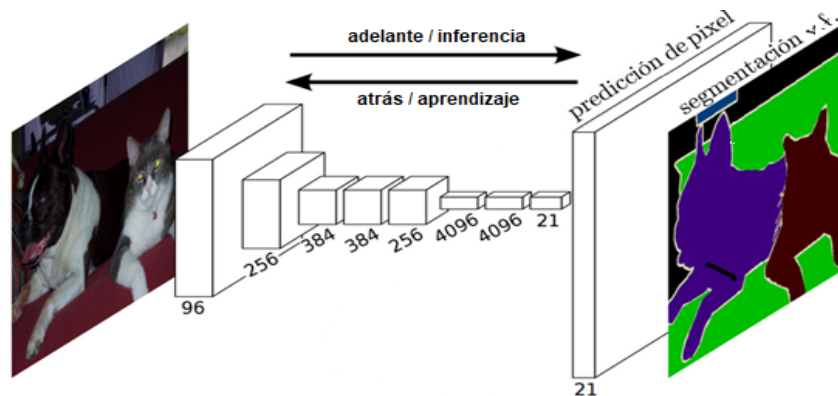 adelante / inferencia
atrás / aprendizaje
predicción de pixel
segmentación v.f.
96
256
384
384
256
4096
4096
21
21